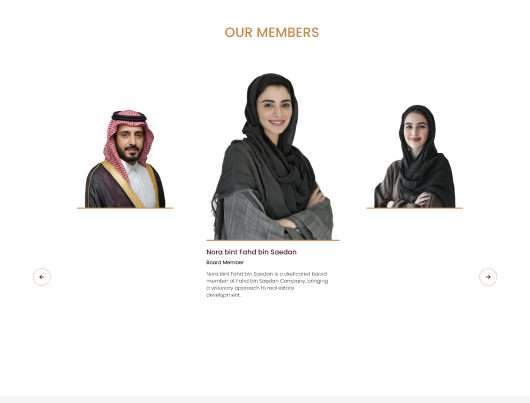 OUR MEMBERS
Nora bint Fahd bin Saedan
Board Member
Nora bint Fahd bin Saedan is a dedicated board
member at Fahd bin Saedan Company, bringing
a visionary approach to real estate
development.